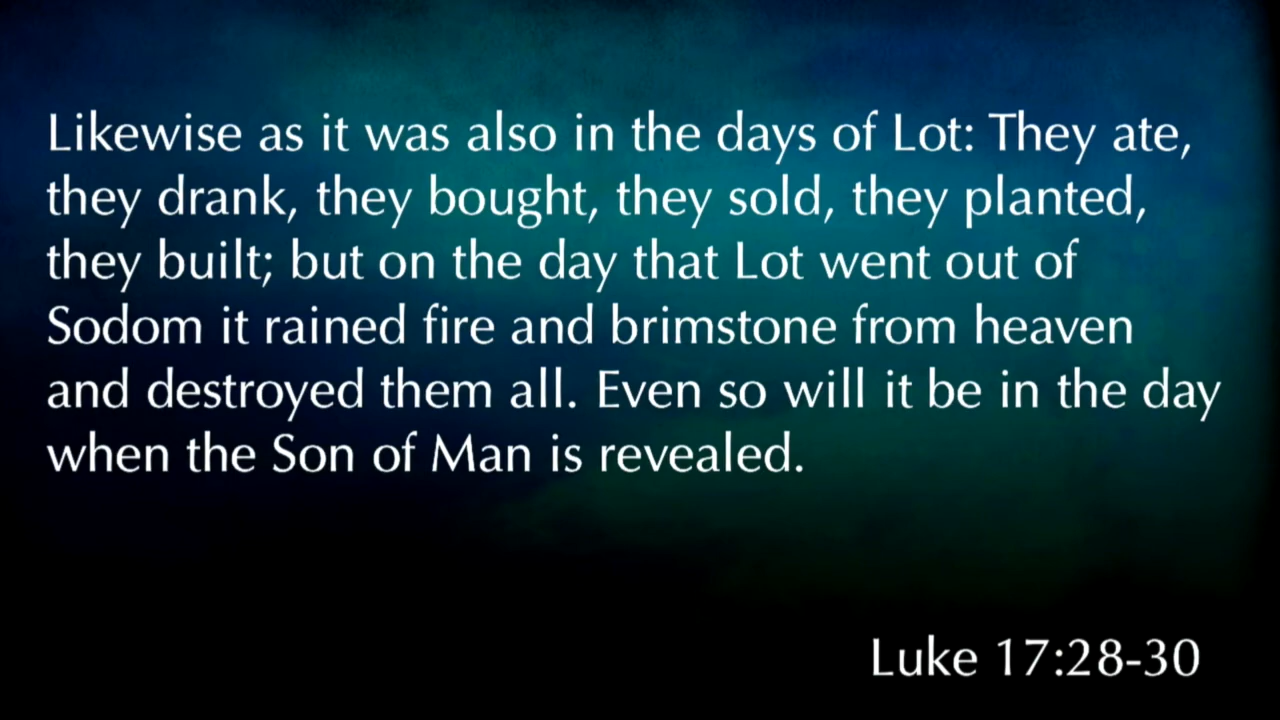 Likewise as it was also in the days of Lot: They ate,
they drank, they bought, they sold, they planted,
they built; but on the day that Lot went out of
Sodom it rained fire and brimstone from heaven
and destroyed them all. Even so will it be in the day
when the Son of Man is revealed.
Luke 17:28-30